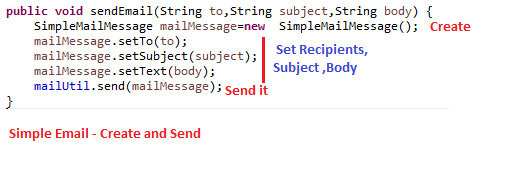 public void sendEmail(String to,String subject,String body) {
SimpleMailMessage mailMessage=new  SimpleMailMessage(); Create
mailMessage.setTo(to);
mailMessage.setSubject(subject);
mailMessage.setText(body);
Set Recipients,
Subject ,Body
mailUtil.send(mailMessage); Send it
}
Simple Email - Create and Send